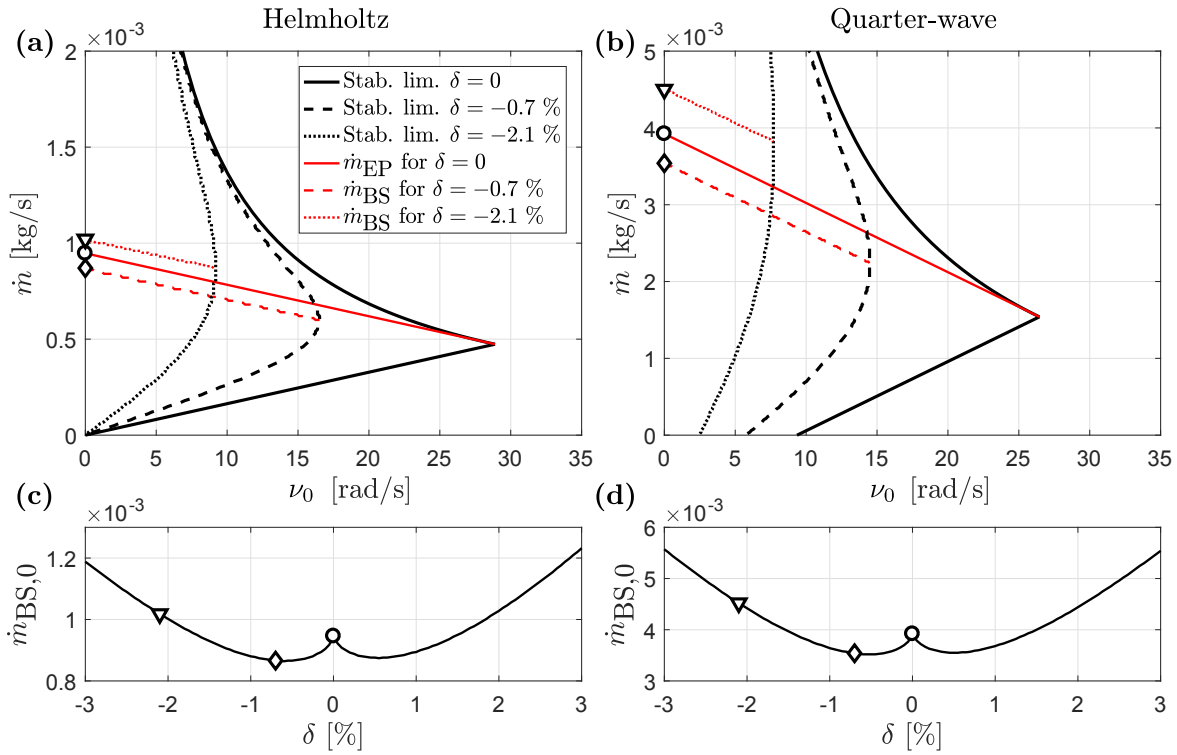 Helmholtz
Quarter-wave
(a)
×10⁻³
2
1.5
1
0.5
0
ṁ [kg/s]
0 5 10 15 20 25 30 35
ν₀ [rad/s]
Stab. lim. δ = 0
Stab. lim. δ = −0.7 %
Stab. lim. δ = −2.1 %
ṁ_EP for δ = 0
ṁ_BS for δ = −0.7 %
ṁ_BS for δ = −2.1 %
(b)
×10⁻³
5
4
3
2
1
0
ṁ [kg/s]
0 5 10 15 20 25 30 35
ν₀ [rad/s]
(c)
×10⁻³
1.2
1
0.8
ṁ_BS,0
-3 -2 -1 0 1 2 3
δ [%]
(d)
×10⁻³
6
5
4
3
ṁ_BS,0
-3 -2 -1 0 1 2 3
δ [%]